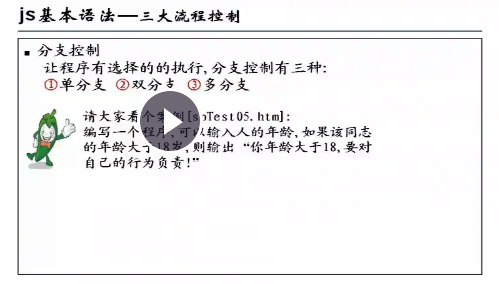 js基本语法——三大流程控制
分支控制
让程序有选择的的执行,分支控制有三种:
①单分支 ②双分支 ③多分支
请大家看个案例[Test05.htm]:
编写一个程序,可以输入人的年龄,如果该同志
的年龄大于18岁,则输出 “你年龄大于18,要对
自己的行为负责!”